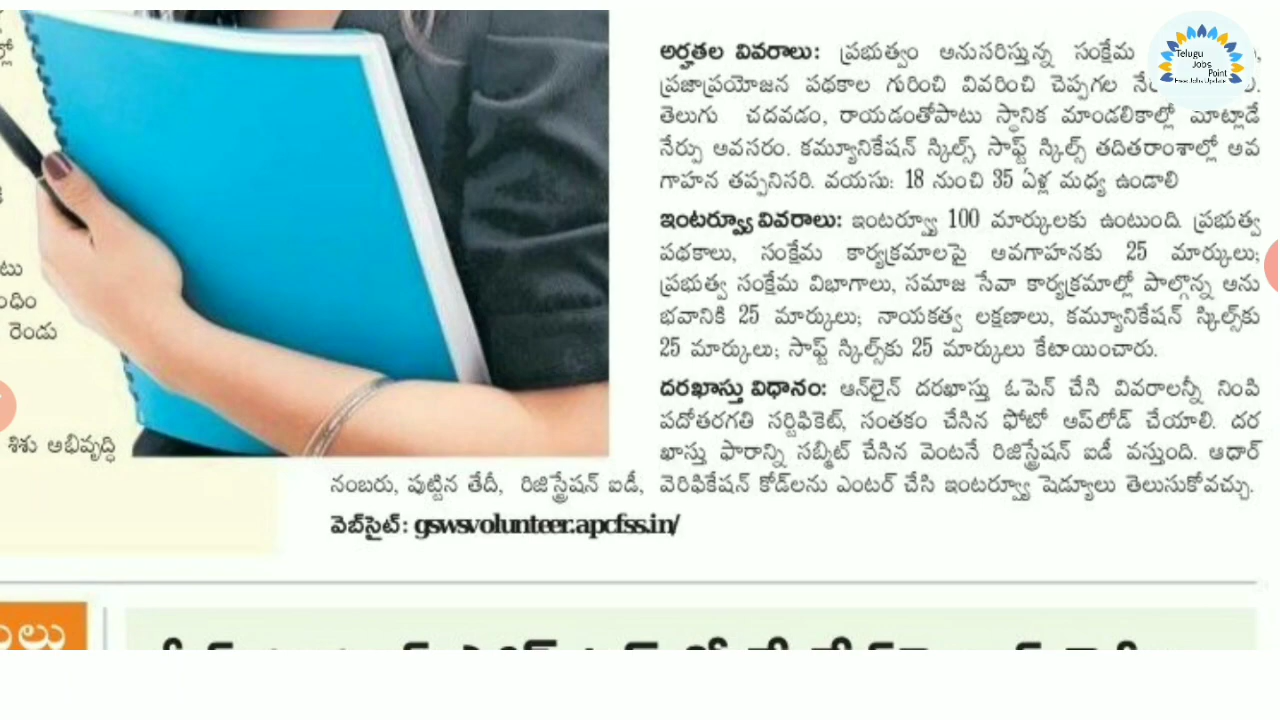 ల్లో
టు
ంధిం
రెండు
శిశు అభివృద్ధి
అర్హతల వివరాలు: ప్రభుత్వం అనుసరిస్తున్న సంక్షేమ
ప్రజాప్రయోజన పథకాల గురించి వివరించి చెప్పగల
తెలుగు చదవడం, రాయడంతోపాటు స్థానిక మాండలికాల్లో మాట్లాడే
నేర్పు అవసరం. కమ్యూనికేషన్ స్కిల్స్, సాఫ్ట్ స్కిల్స్ తదితరాంశాల్లో అవ
గాహన తప్పనిసరి. వయసు: 18 నుంచి 35 ఏళ్ల మధ్య ఉండాలి
ఇంటర్వ్యూ వివరాలు: ఇంటర్వ్యూ 100 మార్కులకు ఉంటుంది. ప్రభుత్వ
పథకాలు, సంక్షేమ కార్యక్రమాలపై అవగాహనకు 25 మార్కులు;
ప్రభుత్వ సంక్షేమ విభాగాలు, సమాజ సేవా కార్యక్రమాల్లో పాల్గొన్న అను
భవానికి 25 మార్కులు; నాయకత్వ లక్షణాలు, కమ్యూనికేషన్ స్కిల్స్‌కు
25 మార్కులు; సాఫ్ట్ స్కిల్స్‌కు 25 మార్కులు కేటాయించారు.
దరఖాస్తు విధానం: ఆన్‌లైన్ దరఖాస్తు ఓపెన్ చేసి వివరాలన్నీ నింపి
పదోతరగతి సర్టిఫికెట్, సంతకం చేసిన ఫోటో అప్‌లోడ్ చేయాలి. దర
ఖాస్తు ఫారాన్ని సబ్మిట్ చేసిన వెంటనే రిజిస్ట్రేషన్ ఐడీ వస్తుంది. ఆధార్
నంబరు, పుట్టిన తేదీ, రిజిస్ట్రేషన్ ఐడీ, వెరిఫికేషన్ కోడ్‌లను ఎంటర్ చేసి ఇంటర్వ్యూ షెడ్యూలు తెలుసుకోవచ్చు.
వెబ్‌సైట్: gswsvolunteer.apcfss.in/
Telugu
Jobs
Point
Free Jobs Update